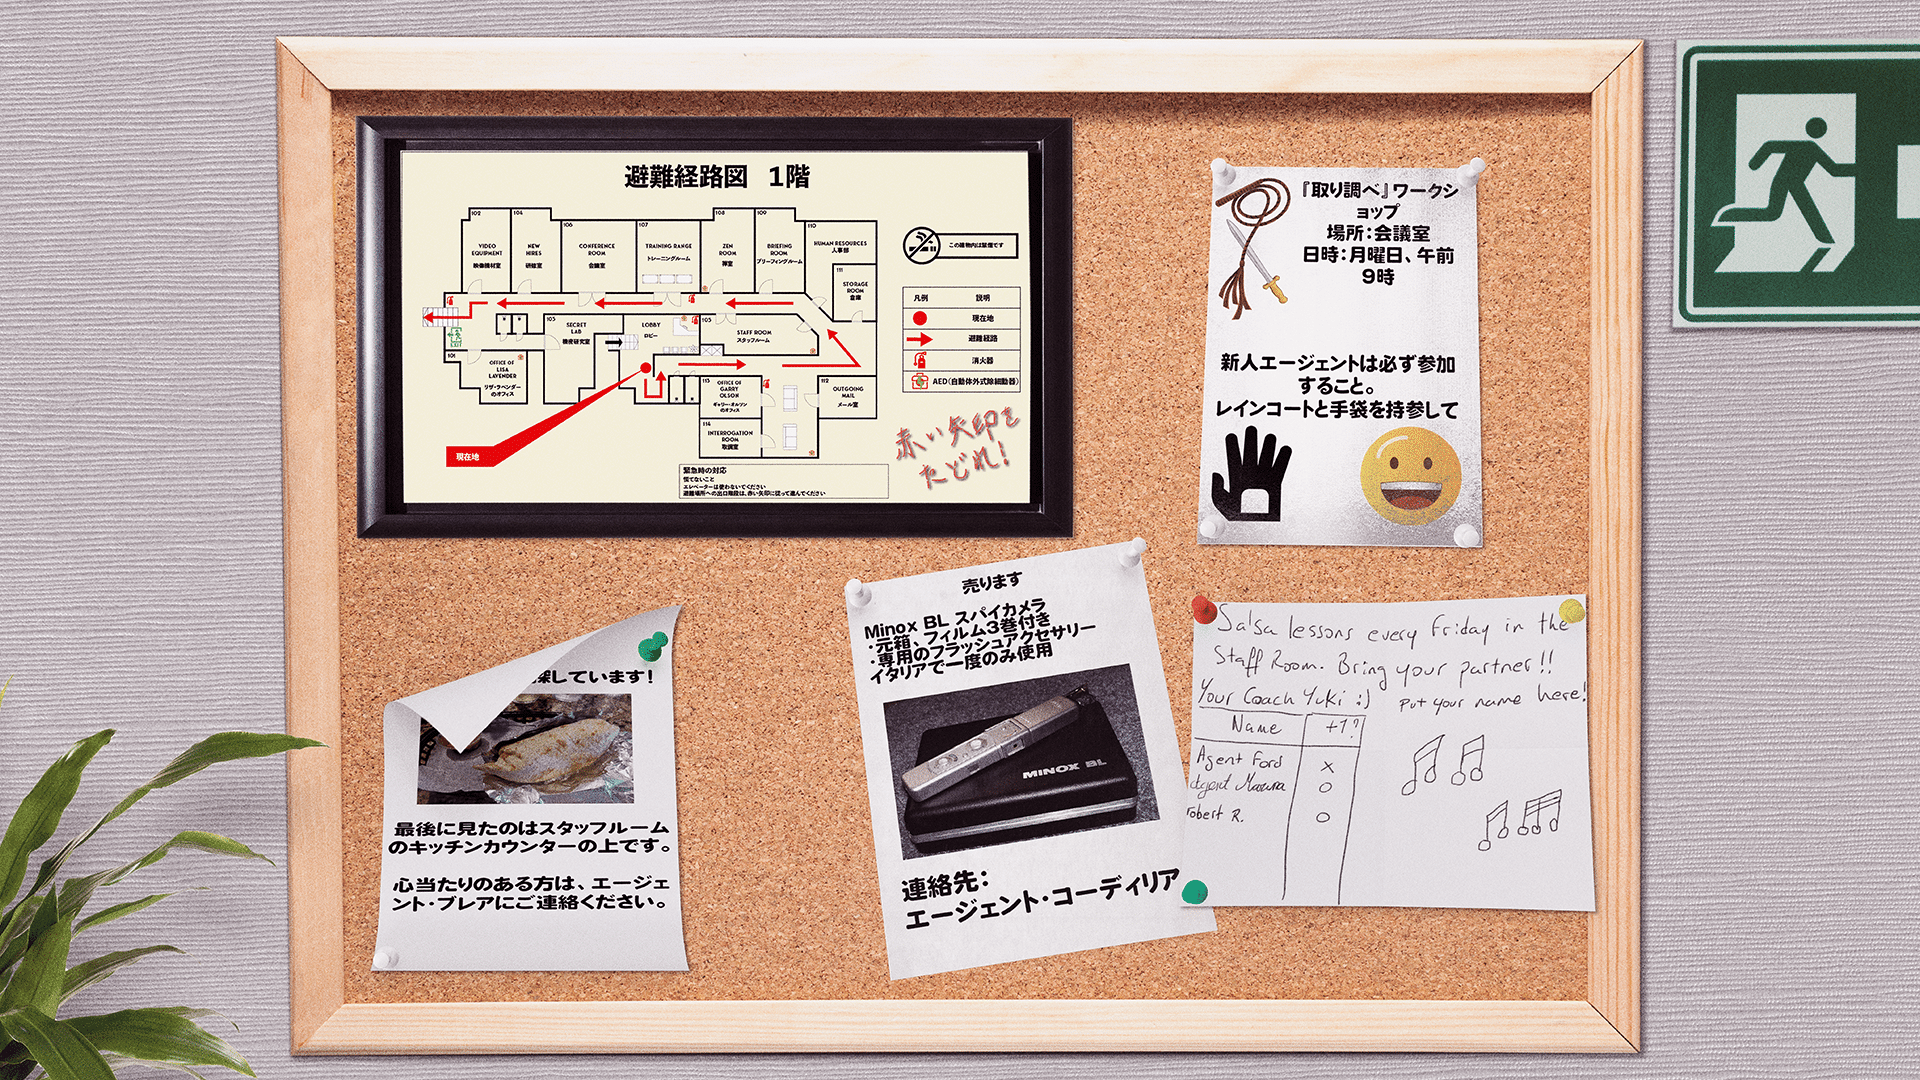 避難経路図 1階
102
VIDEO
EQUIPMENT
映像機材室
104
NEW
HIRES
研修室
106
CONFERENCE
ROOM
会議室
107
TRAINING RANGE
トレーニングルーム
108
ZEN
ROOM
禅室
109
BRIEFING
ROOM
ブリーフィングルーム
110
HUMAN RESOURCES
人事部
111
STORAGE
ROOM
倉庫
EXIT
101
OFFICE OF
LISA
LAVENDER
リサ・ラベンダー
のオフィス
103
SECRET
LAB
機密研究室
LOBBY
ロビー
105
STAFF ROOM
スタッフルーム
113
OFFICE OF
GARRY
OLSON
ギャリー・オルソン
のオフィス
114
INTERROGATION
ROOM
取調室
112
OUTGOING
MAIL
メール室
現在地
この建物内は禁煙です
凡例 説明
現在地
避難経路
消火器
AED(自動体外式除細動器)
赤い矢印を
たどれ!
緊急時の対応
慌てないこと
エレベーターは使わないでください
避難場所への出口階段は、赤い矢印に従って進んでください
『取り調べ』ワークシ
ョップ
場所:会議室
日時:月曜日、午前
9時
新人エージェントは必ず参加
すること。
レインコートと手袋を持参して
探しています!
最後に見たのはスタッフルーム
のキッチンカウンターの上です。
心当たりのある方は、エージェ
ント・ブレアにご連絡ください。
売ります
Minox BL スパイカメラ
・元箱、フィルム3巻付き
・専用のフラッシュアクセサリー
イタリアで一度のみ使用
MINOX BL
連絡先:
エージェント・コーディリア
Salsa lessons every Friday in the
Staff Room. Bring your partner!!
Your Coach Yuki :)
Put your name here!
Name +1?
Agent Ford X
Agent O
robert R. O